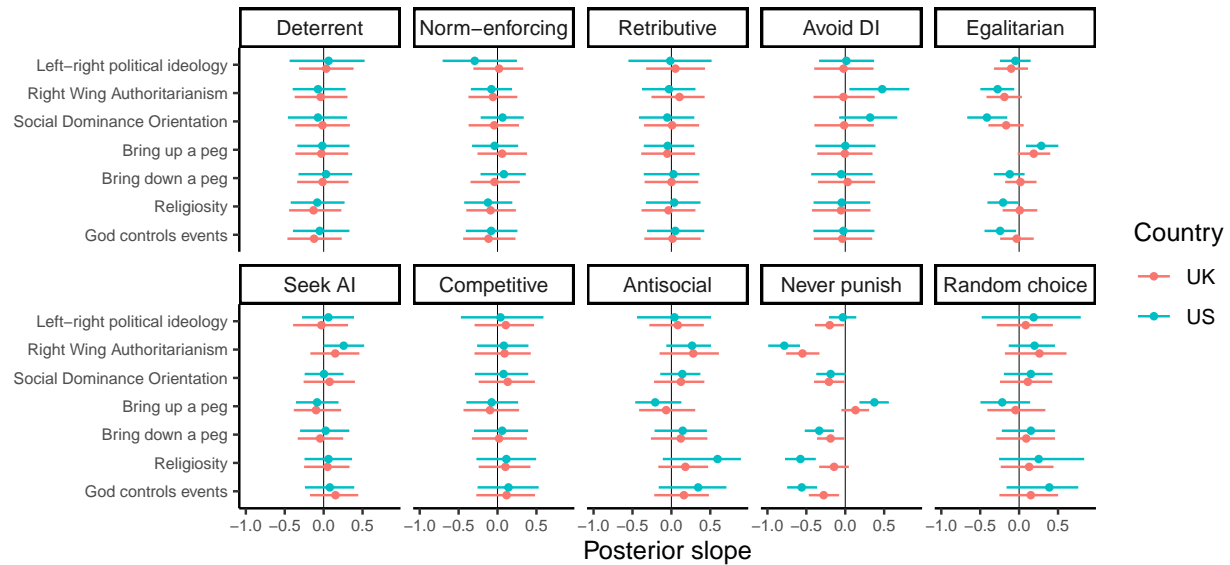 Deterrent Norm−enforcing Retributive Avoid DI Egalitarian
Left−right political ideology
Right Wing Authoritarianism
Social Dominance Orientation
Bring up a peg
Bring down a peg
Religiosity
God controls events
Seek AI Competitive Antisocial Never punish Random choice
Left−right political ideology
Right Wing Authoritarianism
Social Dominance Orientation
Bring up a peg
Bring down a peg
Religiosity
God controls events
−1.0 −0.5 0.0 0.5 −1.0 −0.5 0.0 0.5 −1.0 −0.5 0.0 0.5 −1.0 −0.5 0.0 0.5 −1.0 −0.5 0.0 0.5
Posterior slope
Country
UK
US